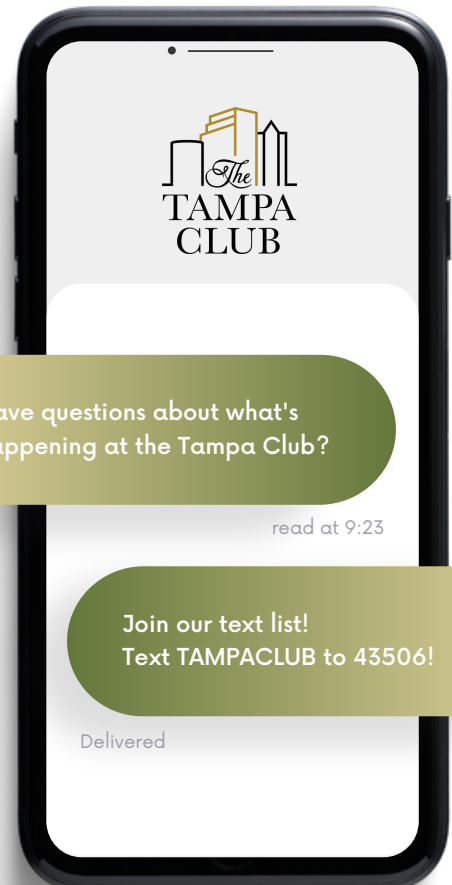 The
TAMPA
CLUB
ave questions about what's
appening at the Tampa Club?
read at 9:23
Join our text list!
Text TAMPACLUB to 43506!
Delivered